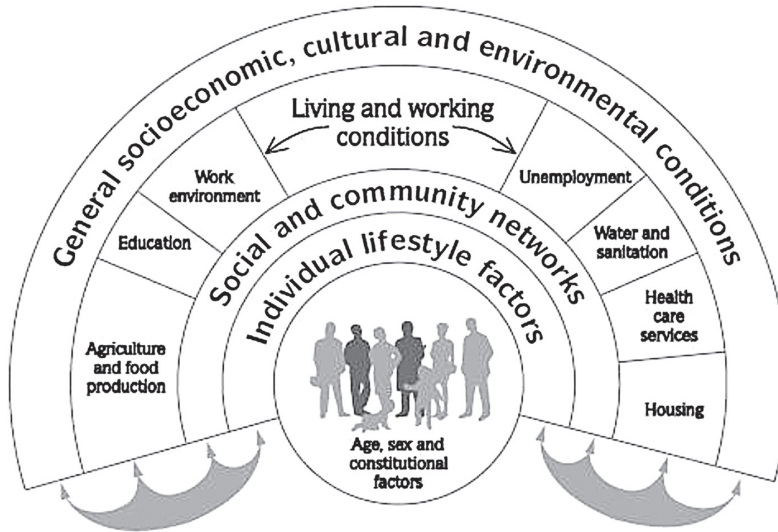 General socioeconomic, cultural and environmental conditions
Living and working
conditions
Work
environment
Unemployment
Education
Water and
sanitation
Agriculture
and food
production
Health
care
services
Housing
Social and community networks
Individual lifestyle factors
Age, sex and
constitutional
factors